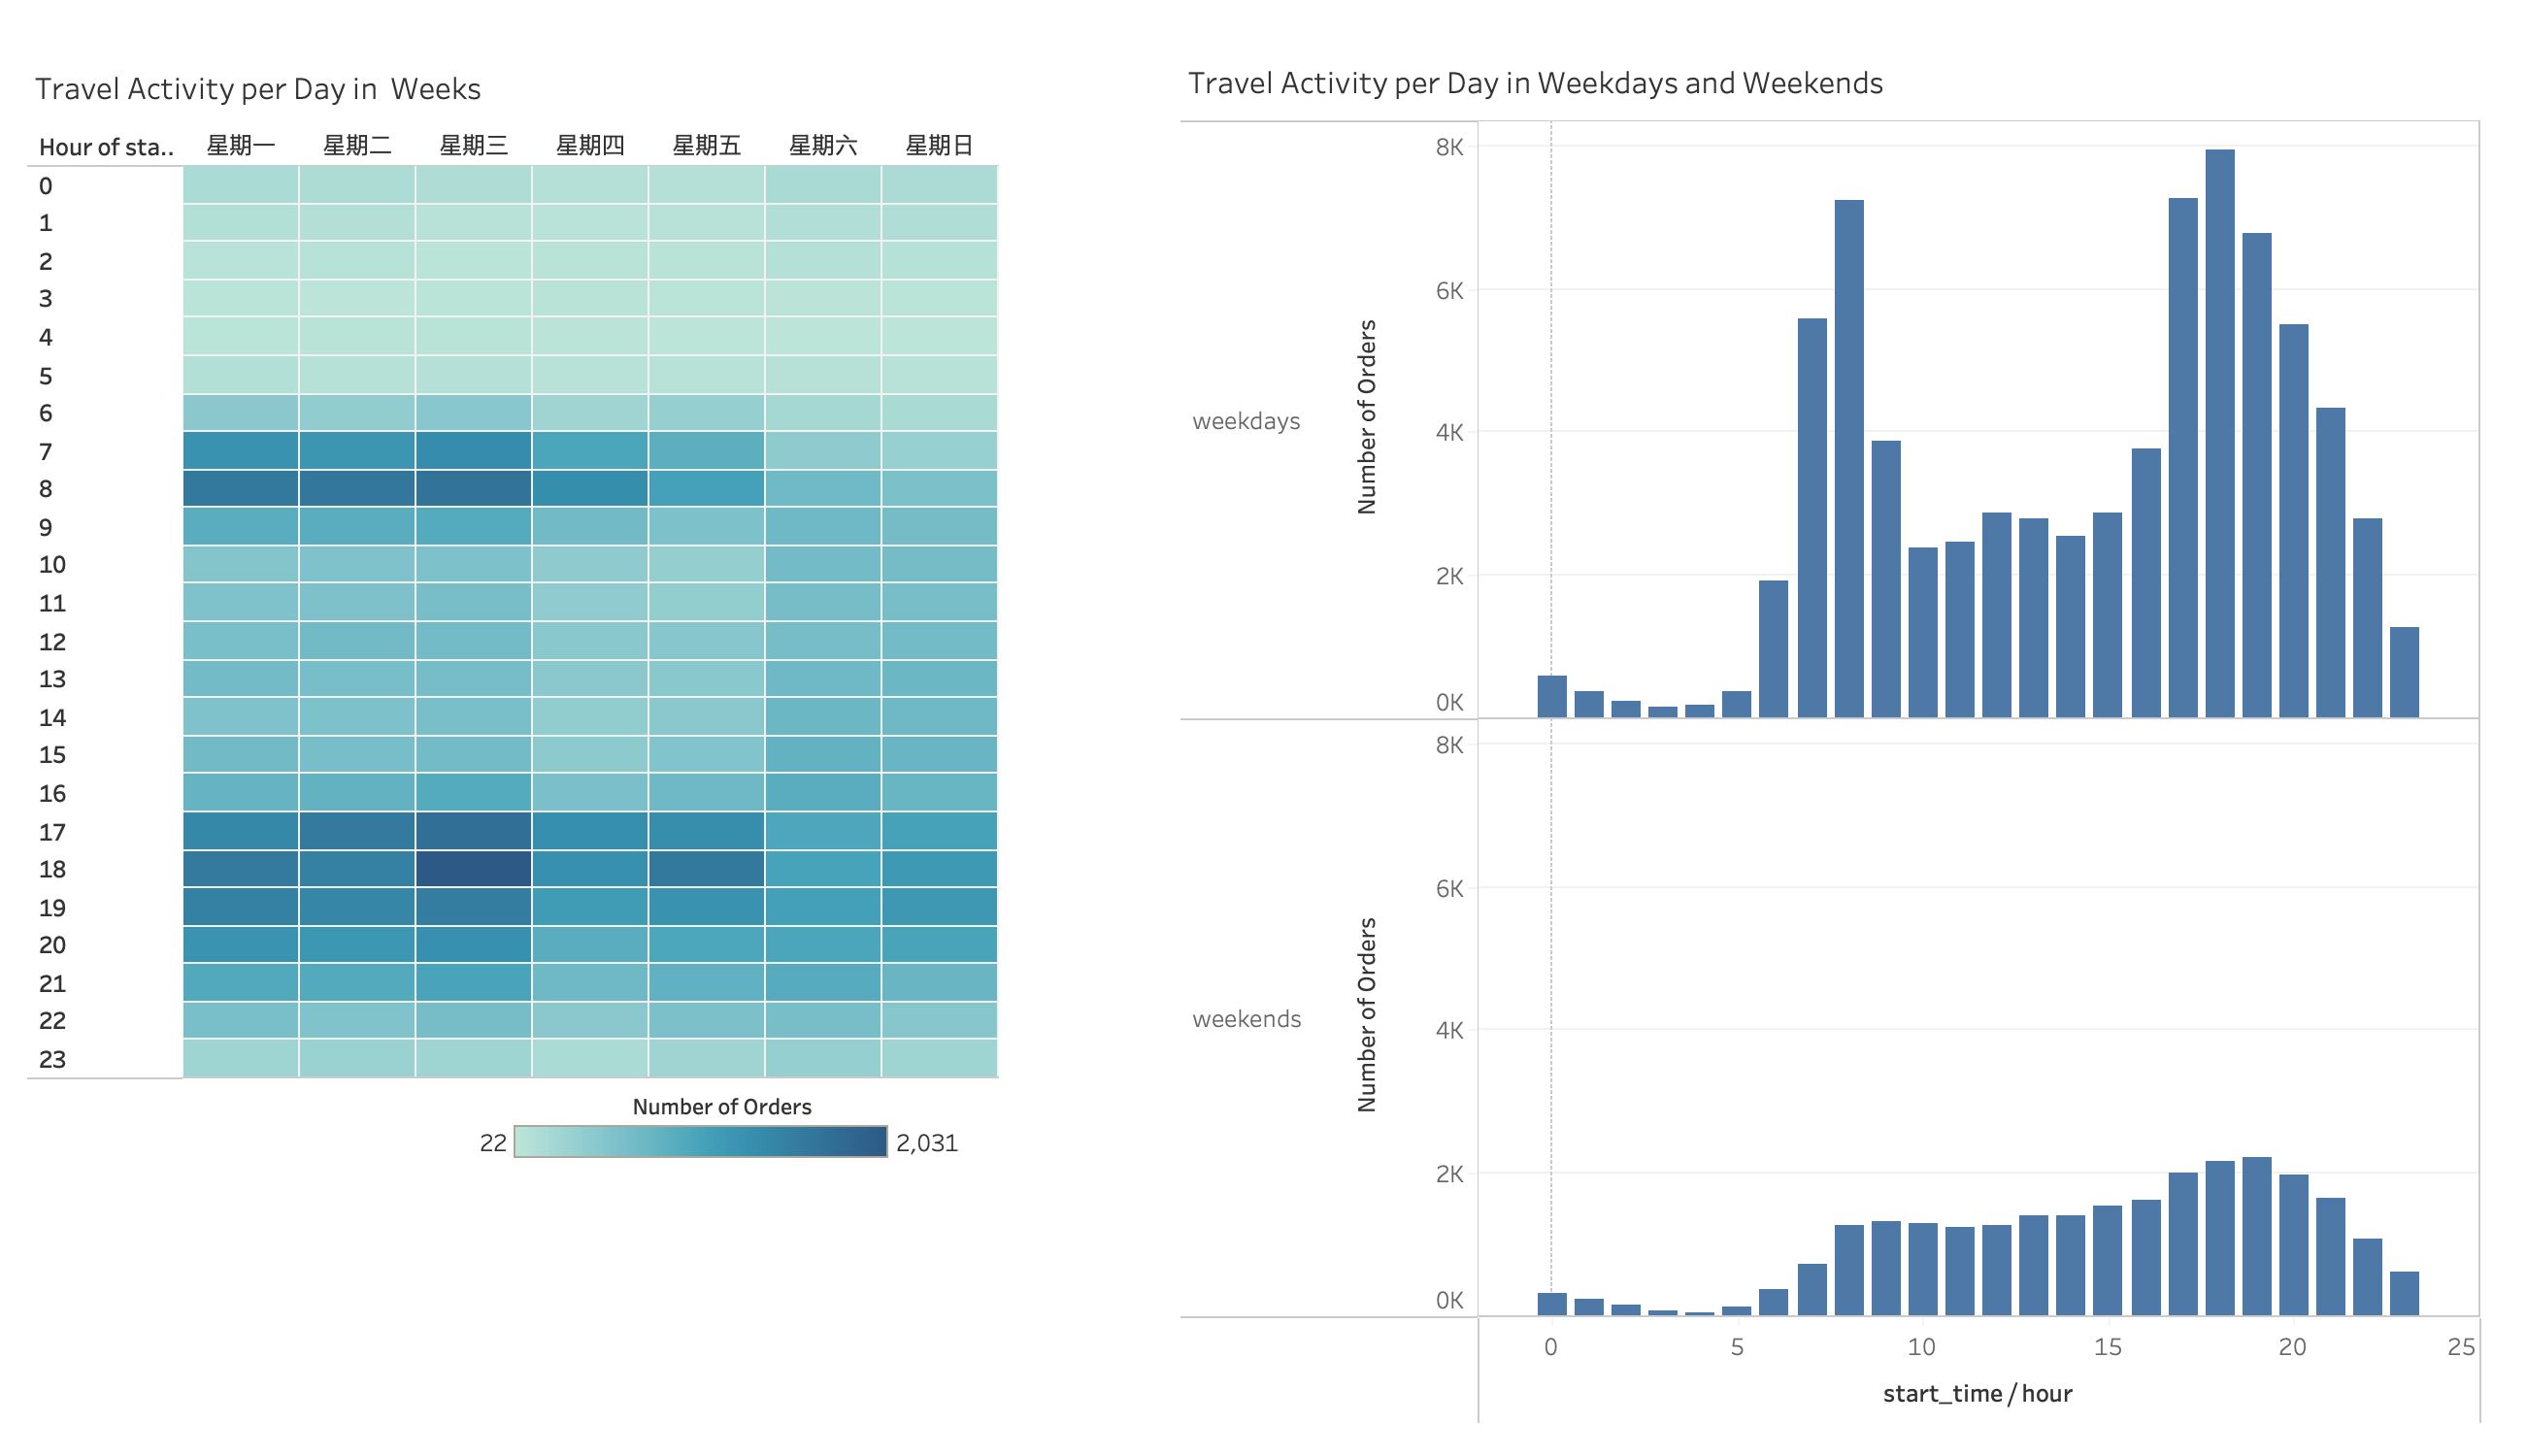 Travel Activity per Day in Weeks
Hour of sta.. 星期一 星期二 星期三 星期四 星期五 星期六 星期日
0
1
2
3
4
5
6
7
8
9
10
11
12
13
14
15
16
17
18
19
20
21
22
23
Number of Orders
22 2,031
Travel Activity per Day in Weekdays and Weekends
weekdays
Number of Orders
8K
6K
4K
2K
0K
weekends
Number of Orders
8K
6K
4K
2K
0K
0 5 10 15 20 25
start_time / hour